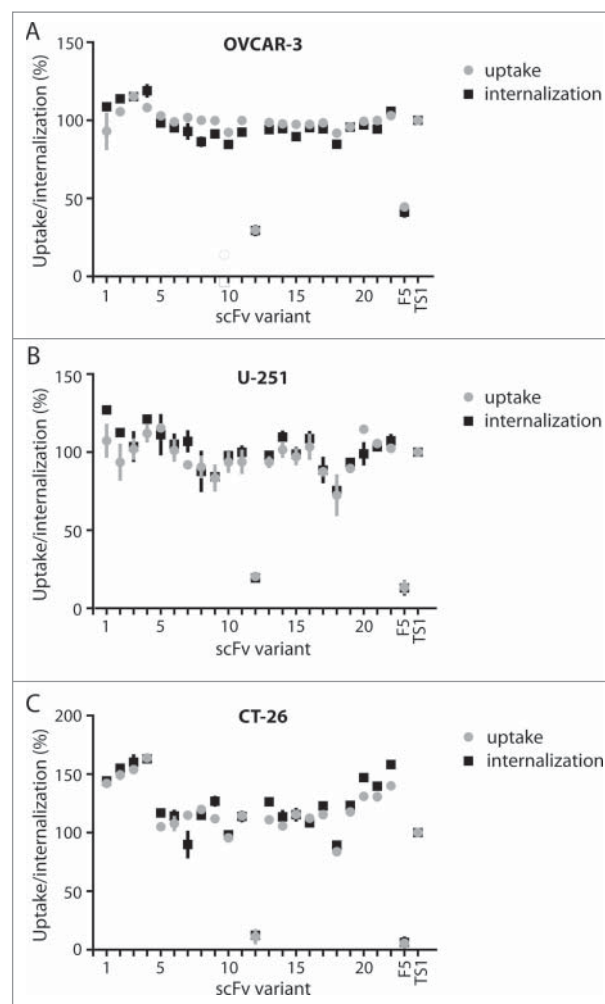 A
OVCAR-3
150
100
50
0
Uptake/internalization (%)
uptake
internalization
1 5 10 15 20 F5 TS1
scFv variant
B
U-251
150
100
50
0
Uptake/internalization (%)
uptake
internalization
1 5 10 15 20 F5 TS1
scFv variant
C
CT-26
200
150
100
50
0
Uptake/internalization (%)
uptake
internalization
1 5 10 15 20 F5 TS1
scFv variant